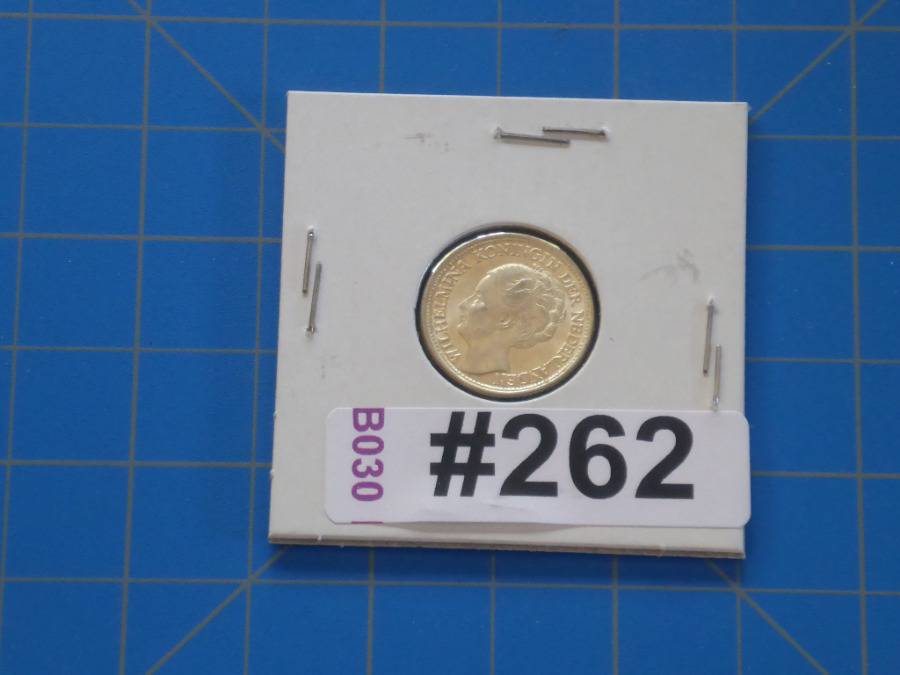 WILHELMINA KONINGIN DER NEDERLANDEN
B030
#262